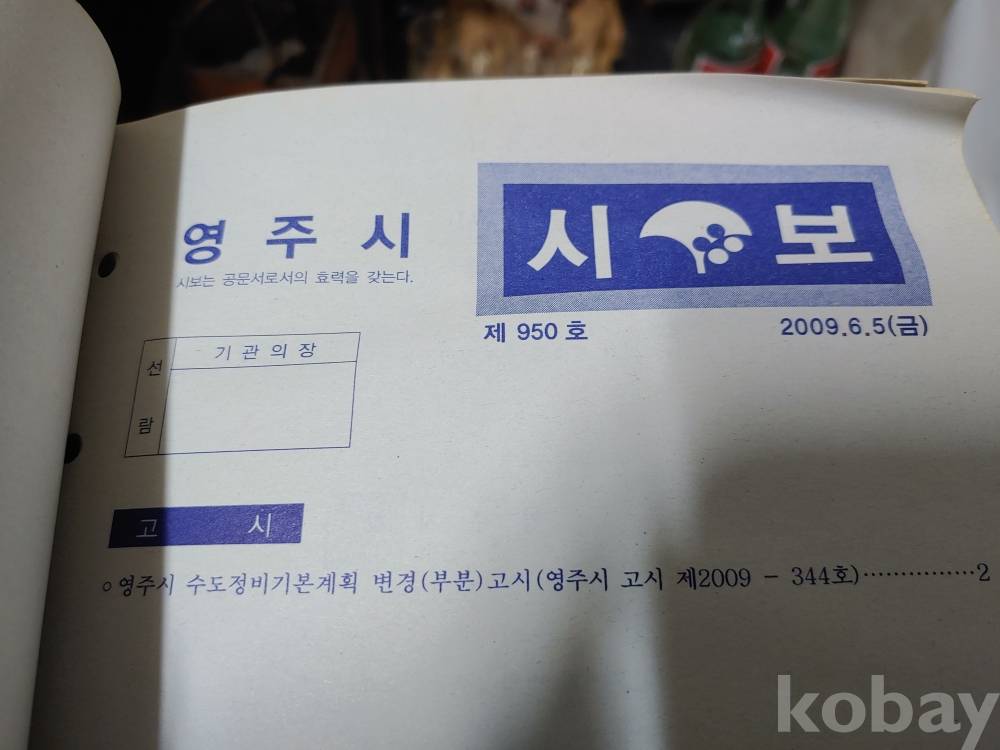 영주시
시보는 공문서로서의 효력을 갖는다.
시보
제 950 호 2009.6.5(금)
선람 기관의장
고시
○ 영주시 수도정비기본계획 변경(부분)고시(영주시 고시 제2009 - 344호)……………2
kobay